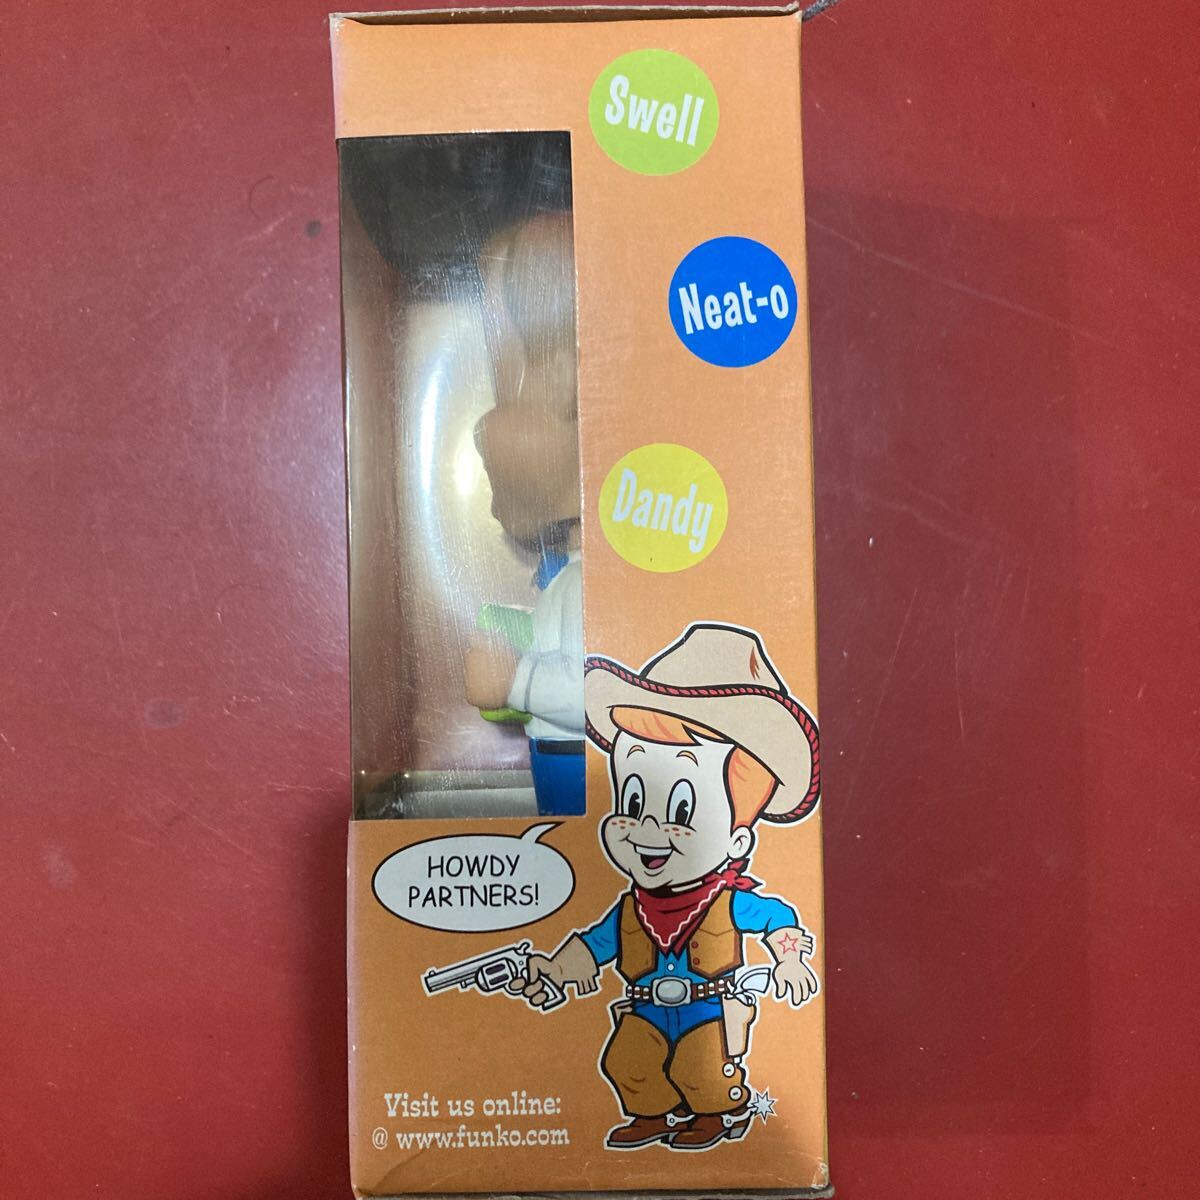 Swell
Neat-o
Dandy
HOWDY
PARTNERS!
Visit us online:
@ www.funko.com